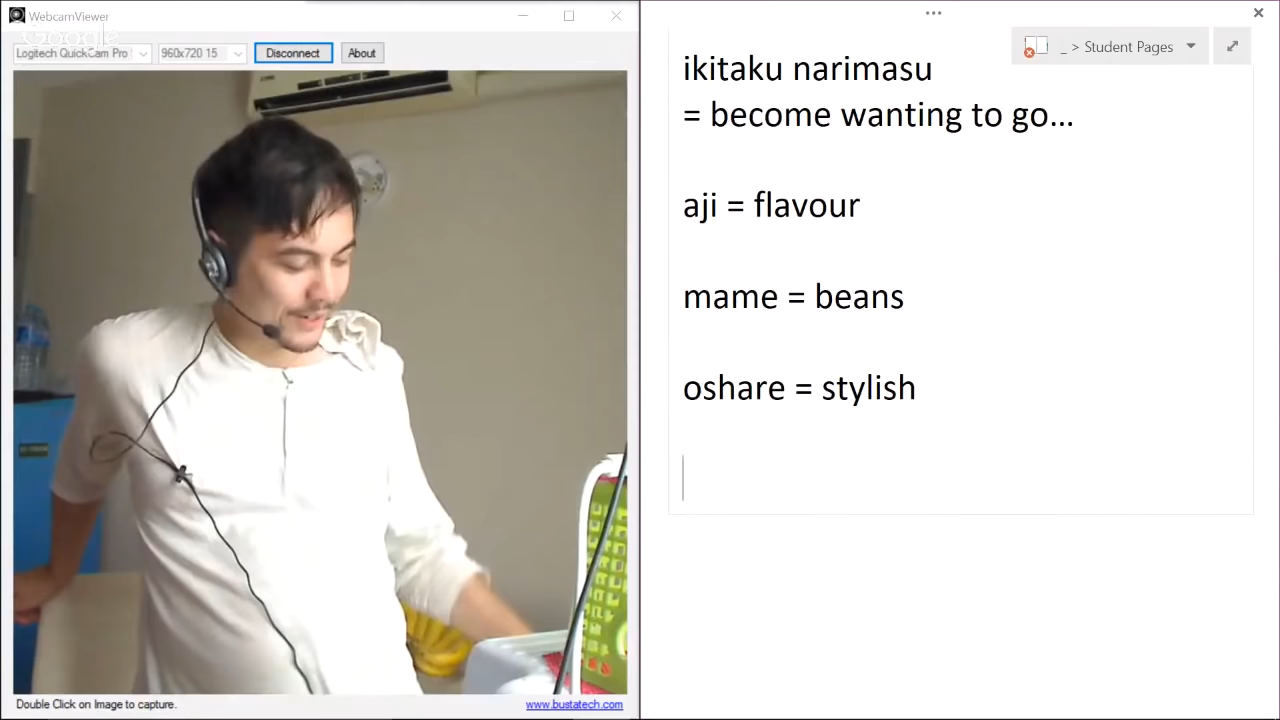 WebcamViewer
Google
Logitech QuickCam Pro
960x720 15
Disconnect
About
Double Click on Image to capture.
www.bustatech.com
_ > Student Pages
ikitaku narimasu
= become wanting to go...
aji = flavour
mame = beans
oshare = stylish